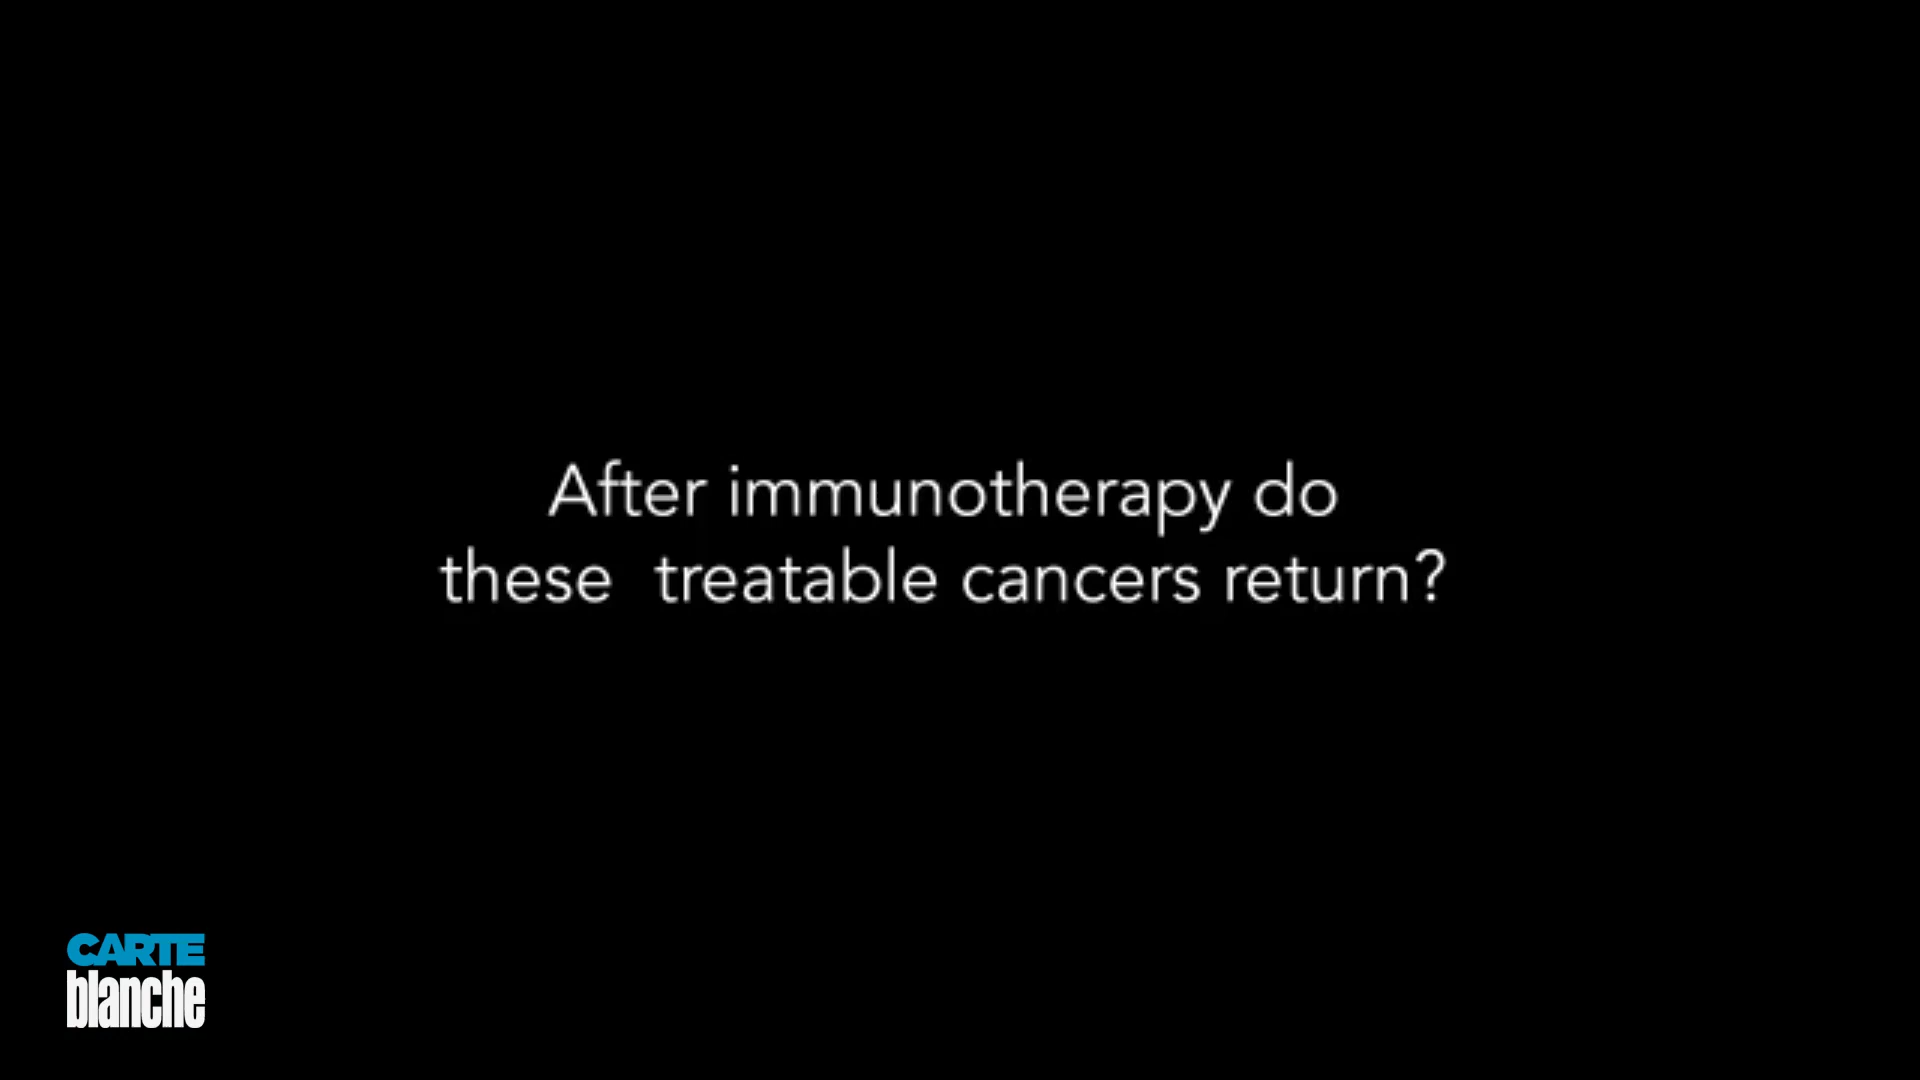 After immunotherapy do
these  treatable cancers return?
CARTE
blanche